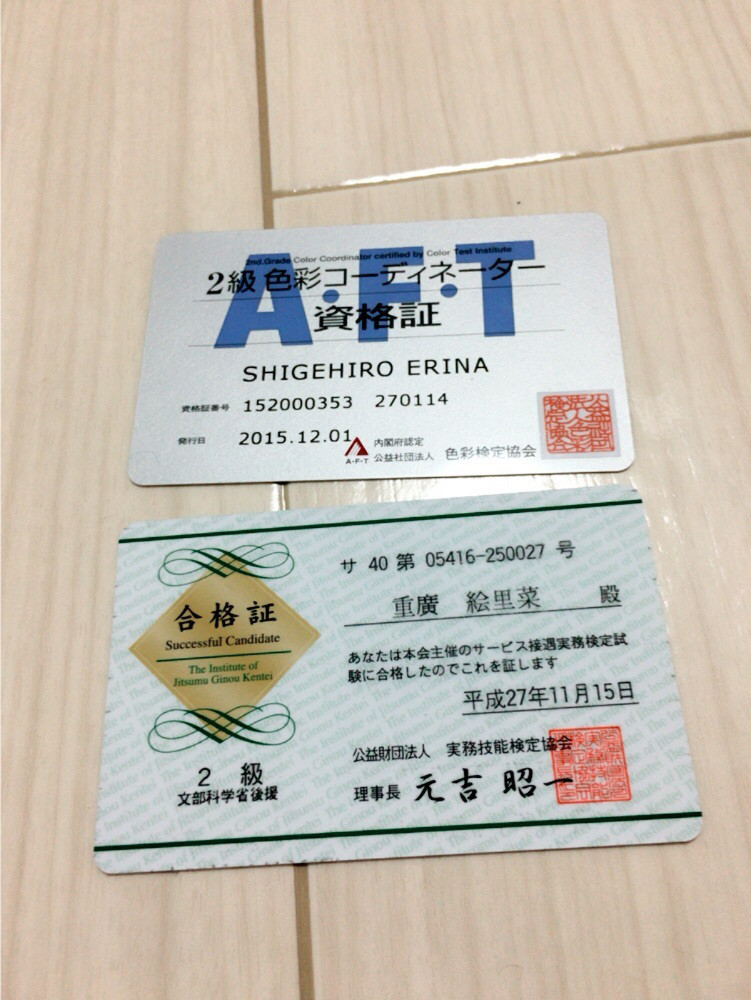 A・F・T
2nd.Grade Color Coordinator certified by Color Test Institute
2級 色彩コーディネーター
資格証
SHIGEHIRO ERINA
資格証番号 152000353 270114
発行日 2015.12.01
A・F・T
内閣府認定
公益社団法人 色彩検定協会
サ 40 第 05416-250027 号
重廣 絵里菜 殿
あなたは本会主催のサービス接遇実務検定試
験に合格したのでこれを証します
平成27年11月15日
公益財団法人 実務技能検定協会
理事長 元吉 昭一
合格証
Successful Candidate
The Institute of
Jitsumu Ginou Kentei
2 級
文部科学省後援